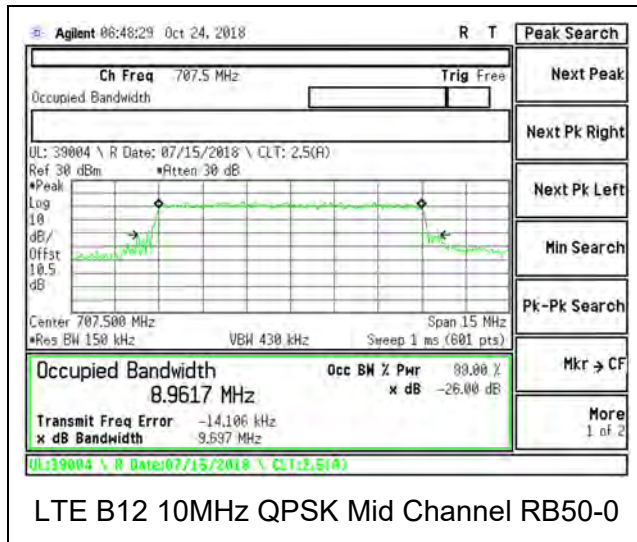 Agilent 06:48:29 Oct 24, 2018 R T
Peak Search
Ch Freq 707.5 MHz Trig Free
Occupied Bandwidth
Next Peak
Next Pk Right
Next Pk Left
Min Search
Pk-Pk Search
Mkr → CF
More
1 of 2
UL: 39004 \ R Date: 07/15/2018 \ CLT: 2.5(A)
Ref 30 dBm *Atten 30 dB
*Peak
Log
10
dB/
Offst
10.5
dB
Center 707.500 MHz Span 15 MHz
*Res BW 150 kHz VBW 430 kHz Sweep 1 ms (601 pts)
Occupied Bandwidth Occ BW % Pwr 99.00 %
8.9617 MHz x dB -26.00 dB
Transmit Freq Error -14.106 kHz
x dB Bandwidth 9.697 MHz
UL:39004 \ R Date:07/15/2018 \ CLT:2.5(A)
LTE B12 10MHz QPSK Mid Channel RB50-0